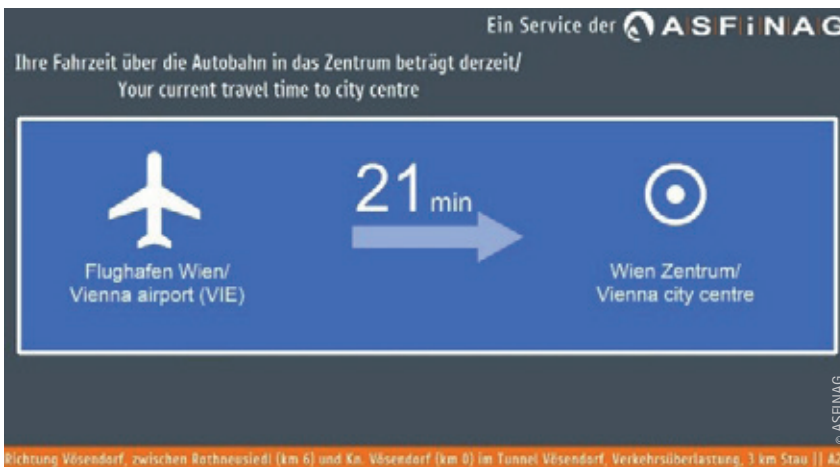 Ein Service der ASFiNAG
Ihre Fahrzeit über die Autobahn in das Zentrum beträgt derzeit/
Your current travel time to city centre
21 min
Flughafen Wien/
Vienna airport (VIE)
Wien Zentrum/
Vienna city centre
© ASFINAG
Richtung Vösendorf, zwischen Rothneusiedl (km 6) und Kn. Vösendorf (km 0) im Tunnel Vösendorf, Verkehrsüberlastung, 3 km Stau ||